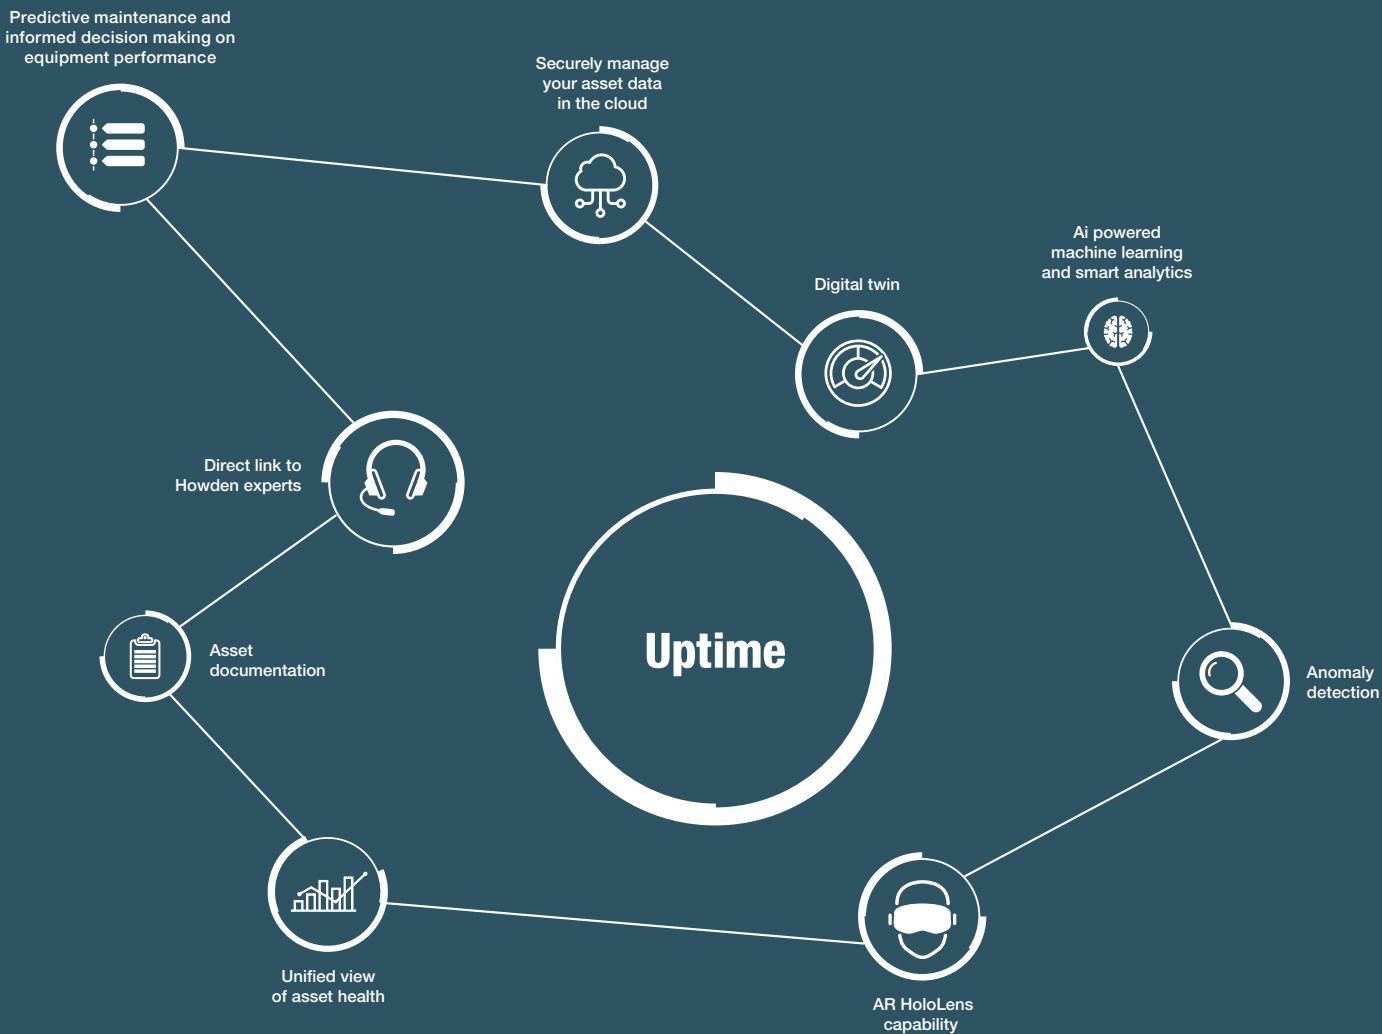 Predictive maintenance and
informed decision making on
equipment performance
Securely manage
your asset data
in the cloud
Ai powered
machine learning
and smart analytics
Digital twin
Direct link to
Howden experts
Uptime
Asset
documentation
Anomaly
detection
Unified view
of asset health
AR HoloLens
capability